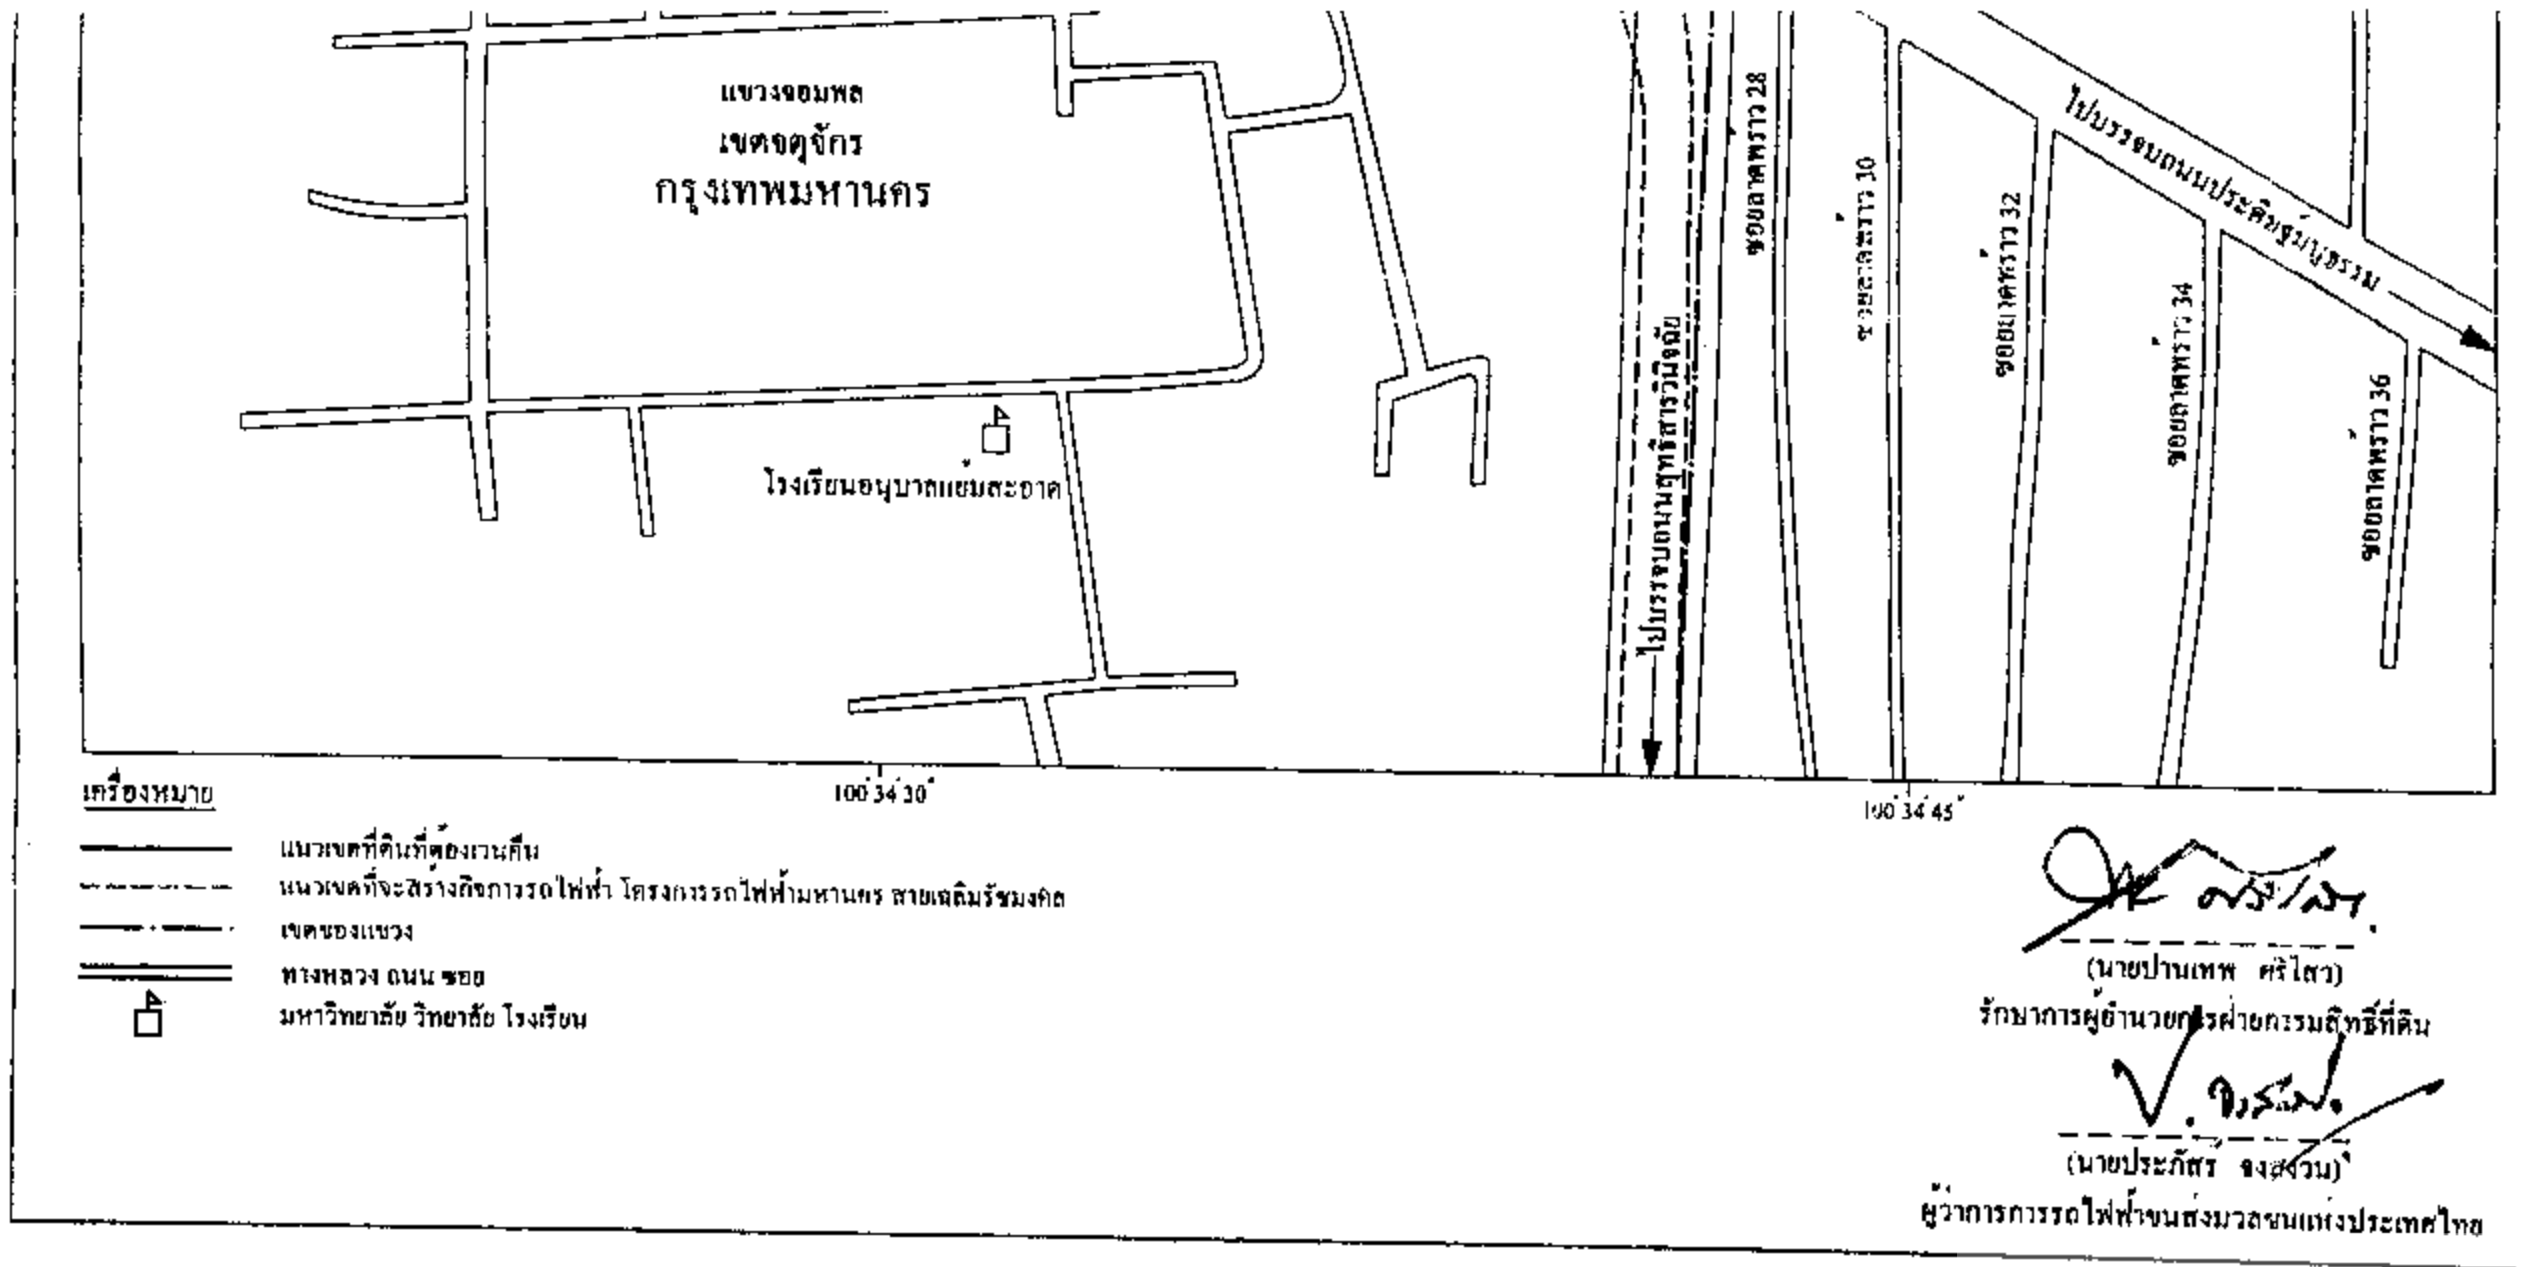 แขวงจอมพล
เขตจตุจักร
กรุงเทพมหานคร
โรงเรียนอนุบาลแย้มสะอาด
ไปบรรจบถนนสุทธิสารวินิจฉัย
ซอยลาดพร้าว 28
ซอยลาดพร้าว 30
ซอยลาดพร้าว 32
ซอยลาดพร้าว 34
ซอยลาดพร้าว 36
ไปบรรจบถนนประดิษฐ์มนูธรรม
100°34'30"
100°34'45"
เครื่องหมาย
แนวเขตที่ดินที่ต้องเวนคืน
แนวเขตที่จะสร้างกิจการรถไฟฟ้า โครงการรถไฟฟ้ามหานคร สายเฉลิมรัชมงคล
เขตของแขวง
ทางหลวง ถนน ซอย
มหาวิทยาลัย วิทยาลัย โรงเรียน
(นายปานเทพ ศรีไสว)
รักษาการผู้อำนวยการฝ่ายกรรมสิทธิ์ที่ดิน
(นายประภัสร์ จงสงวน)
ผู้ว่าการการรถไฟฟ้าขนส่งมวลชนแห่งประเทศไทย